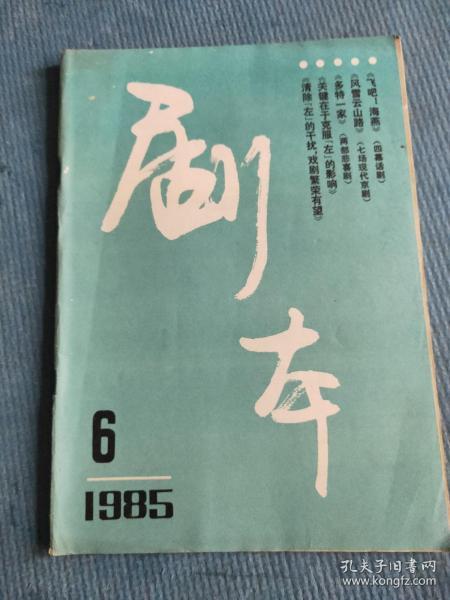 《飞吧!海燕》(四幕话剧)
《风雪云山路》(七场现代京剧)
《多特一家》(两部悲喜剧)
《关键在于克服“左”的影响》
《清除“左”的干扰,戏剧繁荣有望》
剧本
6
1985
孔夫子旧书网
www.kongfz.com